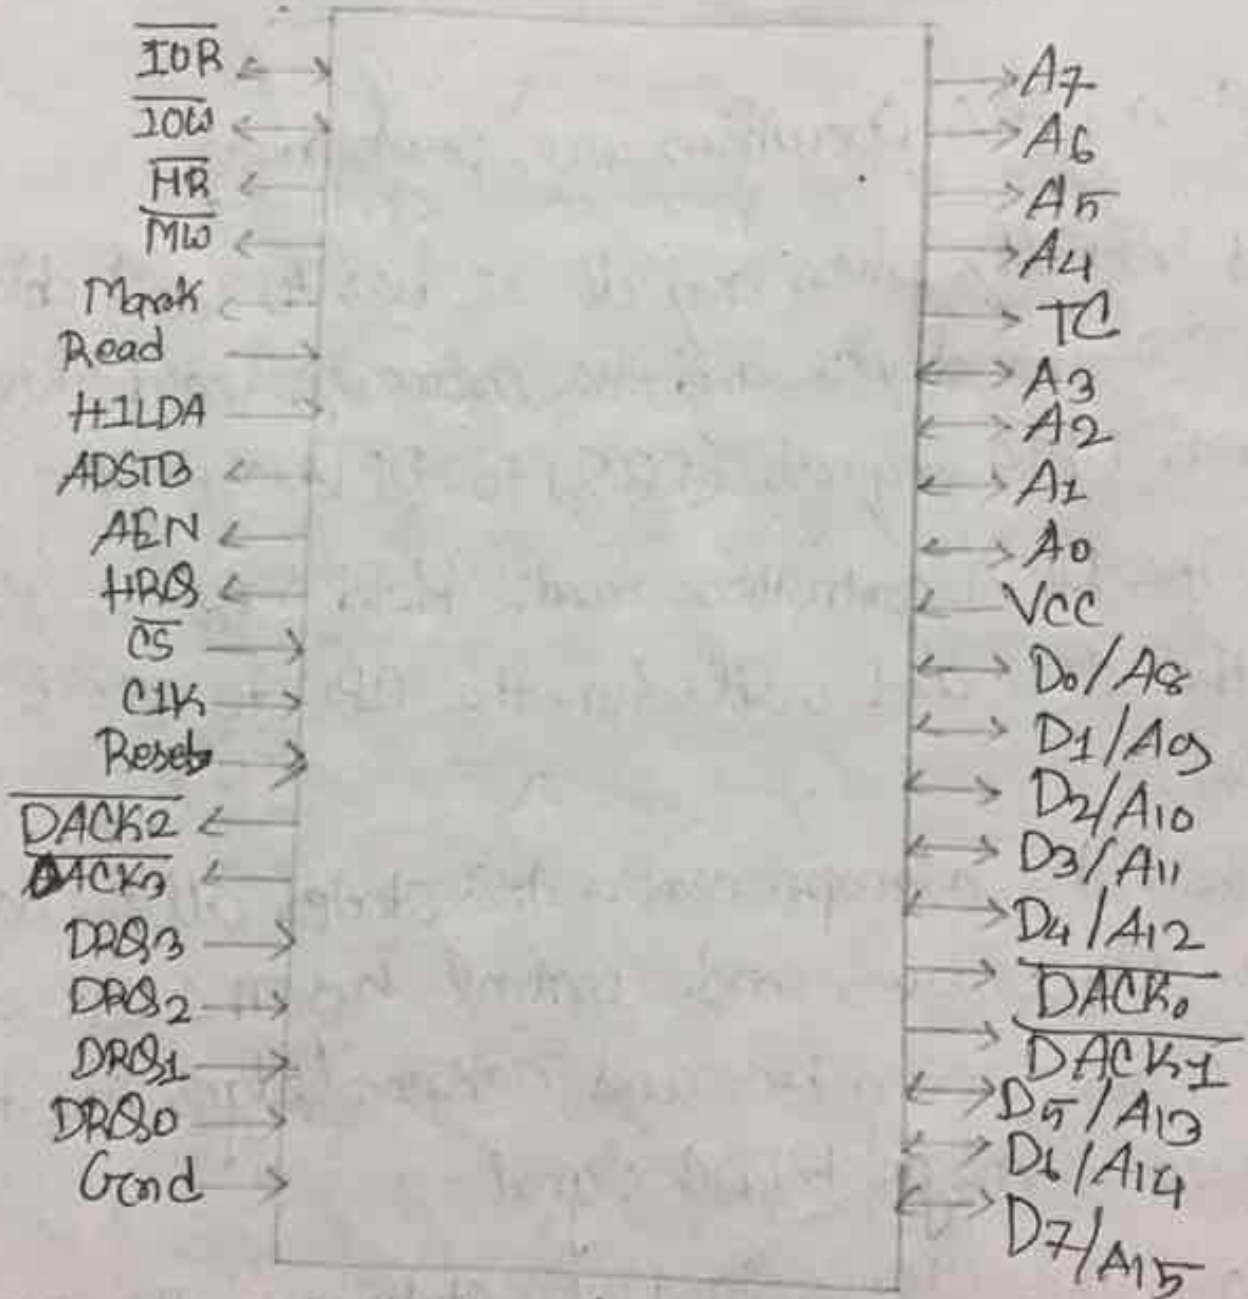 IOR
IOW
MR
MW
Mark
Read
HILDA
ADSTB
AEN
HRQ
CS
CLK
Reset
DACK2
DACK3
DRQ3
DRQ2
DRQ1
DRQ0
Gnd
A7
A6
A5
A4
TC
A3
A2
A1
A0
VCC
D0/A8
D1/A09
D2/A10
D3/A11
D4/A12
DACK0
DACK1
D5/A13
D6/A14
D7/A15